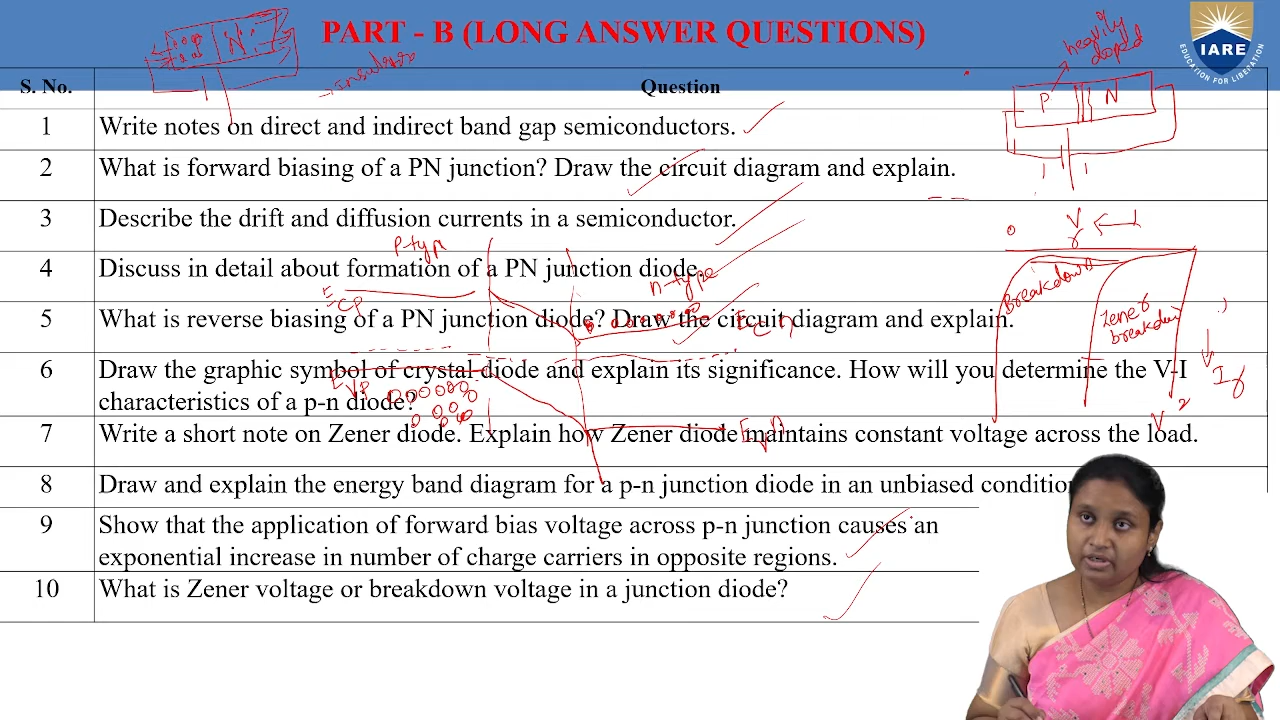 PART - B (LONG ANSWER QUESTIONS)
IARE
EDUCATION FOR LIBERATION
S. No. Question
1 Write notes on direct and indirect band gap semiconductors.
2 What is forward biasing of a PN junction? Draw the circuit diagram and explain.
3 Describe the drift and diffusion currents in a semiconductor.
4 Discuss in detail about formation of a PN junction diode.
5 What is reverse biasing of a PN junction diode? Draw the circuit diagram and explain.
6 Draw the graphic symbol of crystal diode and explain its significance. How will you determine the V-I
characteristics of a p-n diode?
7 Write a short note on Zener diode. Explain how Zener diode maintains constant voltage across the load.
8 Draw and explain the energy band diagram for a p-n junction diode in an unbiased condition
9 Show that the application of forward bias voltage across p-n junction causes an
exponential increase in number of charge carriers in opposite regions.
10 What is Zener voltage or breakdown voltage in a junction diode?
N
heavily
doped
P N
P-type
n-type
ECP
ECn
EVP
EVn
Breakdown
Zener
breakdown
Vr
Ir